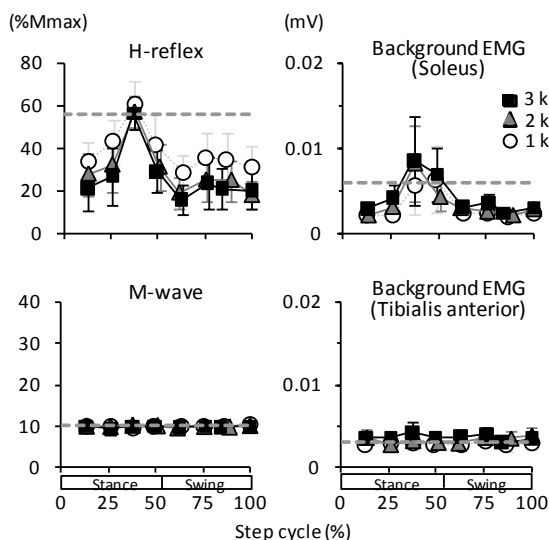 (%Mmax)
(mV)
H-reflex
Background EMG
(Soleus)
80
60
40
20
0
0.02
0.01
0
3 k
2 k
1 k
M-wave
Background EMG
(Tibialis anterior)
40
30
20
10
0
0.02
0.01
0
Stance
Swing
Stance
Swing
0 25 50 75 100
0 25 50 75 100
Step cycle (%)